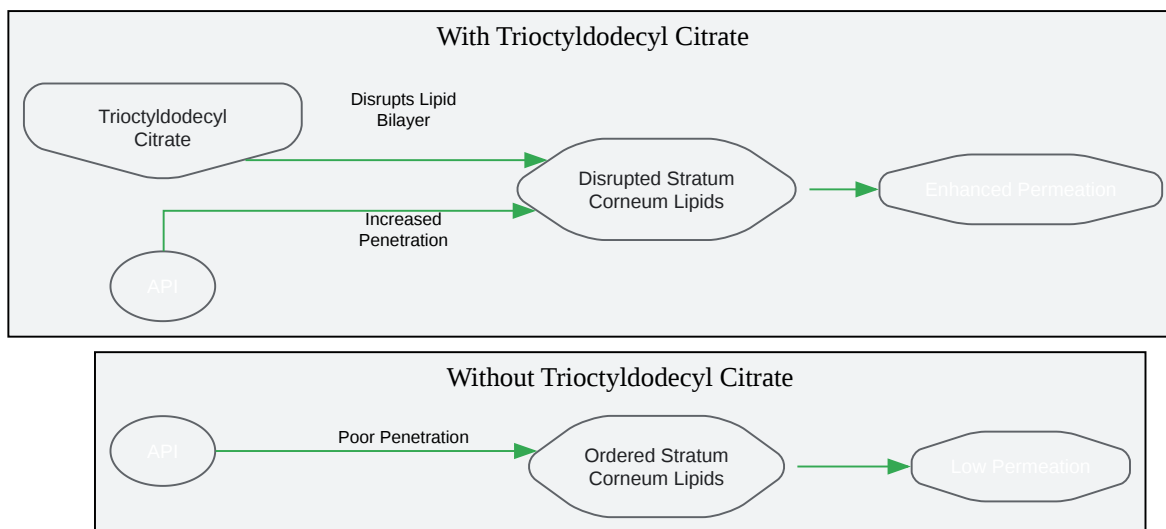 With Trioctyldodecyl Citrate
Trioctyldodecyl
Citrate
Disrupts Lipid
Bilayer
Disrupted Stratum
Corneum Lipids
Enhanced Permeation
Increased
Penetration
API
Without Trioctyldodecyl Citrate
API
Poor Penetration
Ordered Stratum
Corneum Lipids
Low Permeation